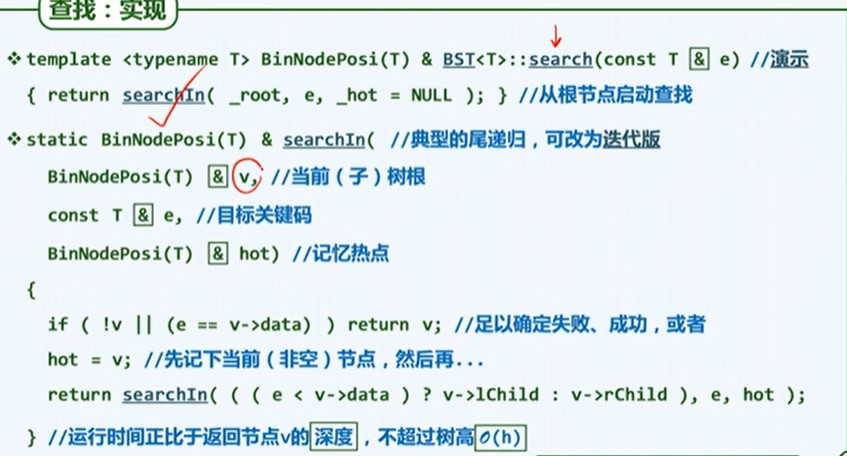 查找：实现
❖ template <typename T> BinNodePosi(T) & BST<T>::search(const T & e) //演示
{ return searchIn( _root, e, _hot = NULL ); } //从根节点启动查找
❖ static BinNodePosi(T) & searchIn( //典型的尾递归，可改为迭代版
BinNodePosi(T) & v, //当前（子）树根
const T & e, //目标关键码
BinNodePosi(T) & hot) //记忆热点
{
if ( !v || (e == v->data) ) return v; //足以确定失败、成功，或者
hot = v; //先记下当前（非空）节点，然后再...
return searchIn( ( ( e < v->data ) ? v->lChild : v->rChild ), e, hot );
} //运行时间正比于返回节点v的深度，不超过树高O(h)